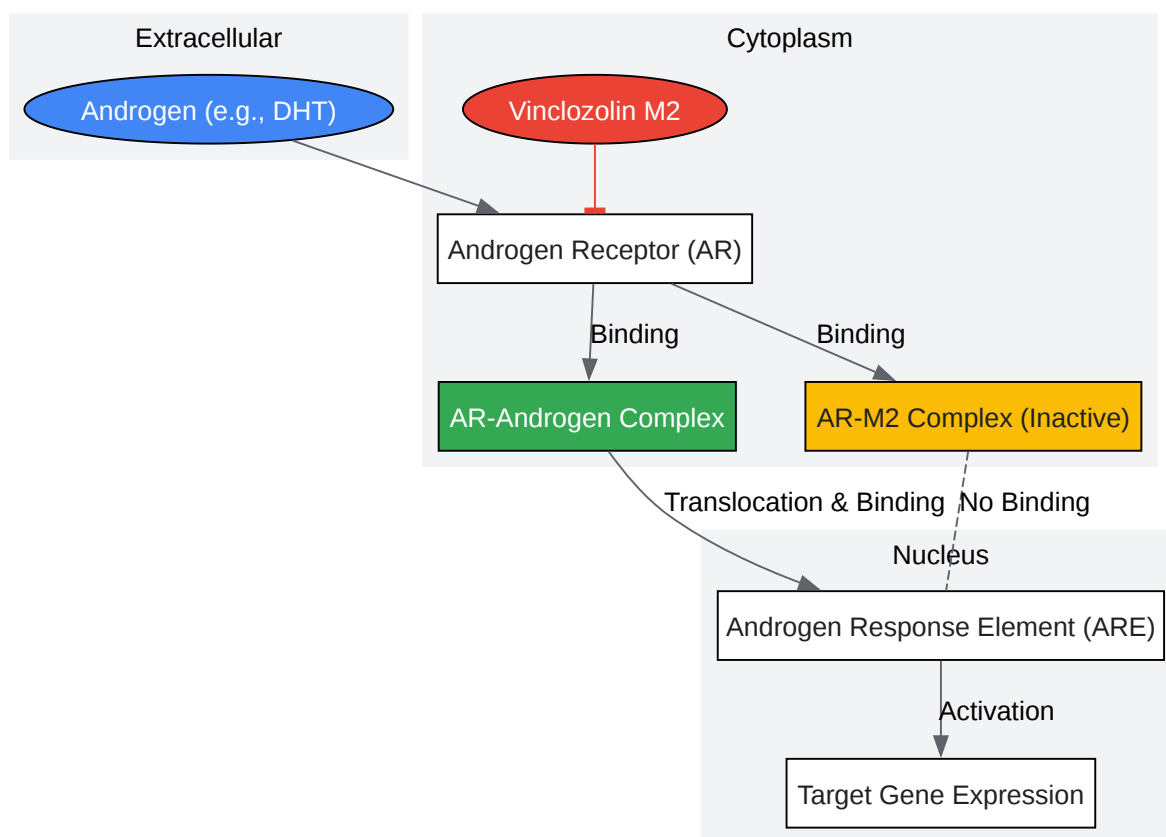 Extracellular
Cytoplasm
Androgen (e.g., DHT)
Vinclozolin M2
Androgen Receptor (AR)
Binding
Binding
AR-Androgen Complex
AR-M2 Complex (Inactive)
Translocation & Binding
No Binding
Nucleus
Androgen Response Element (ARE)
Activation
Target Gene Expression